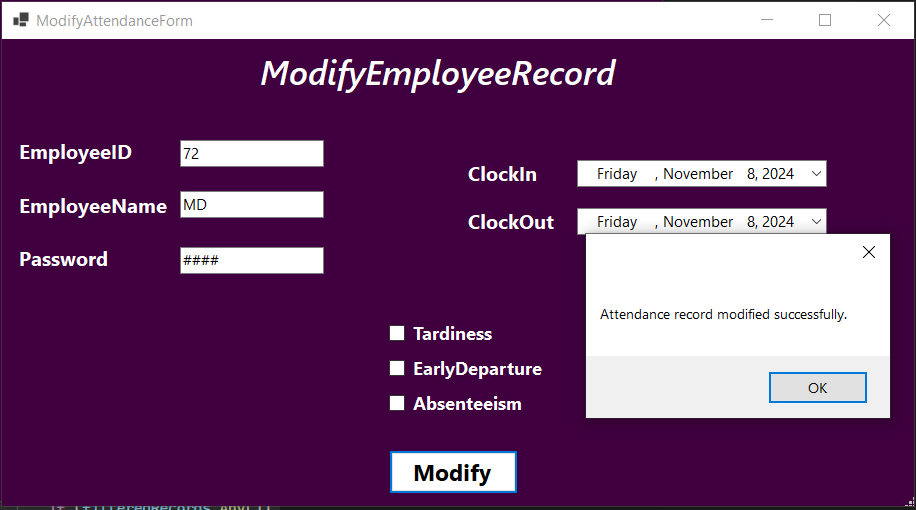 ModifyAttendanceForm
ModifyEmployeeRecord
EmployeeID 72
EmployeeName MD
Password ####
ClockIn Friday , November 8, 2024
ClockOut Friday , November 8, 2024
Attendance record modified successfully.
OK
Tardiness
EarlyDeparture
Absenteeism
Modify